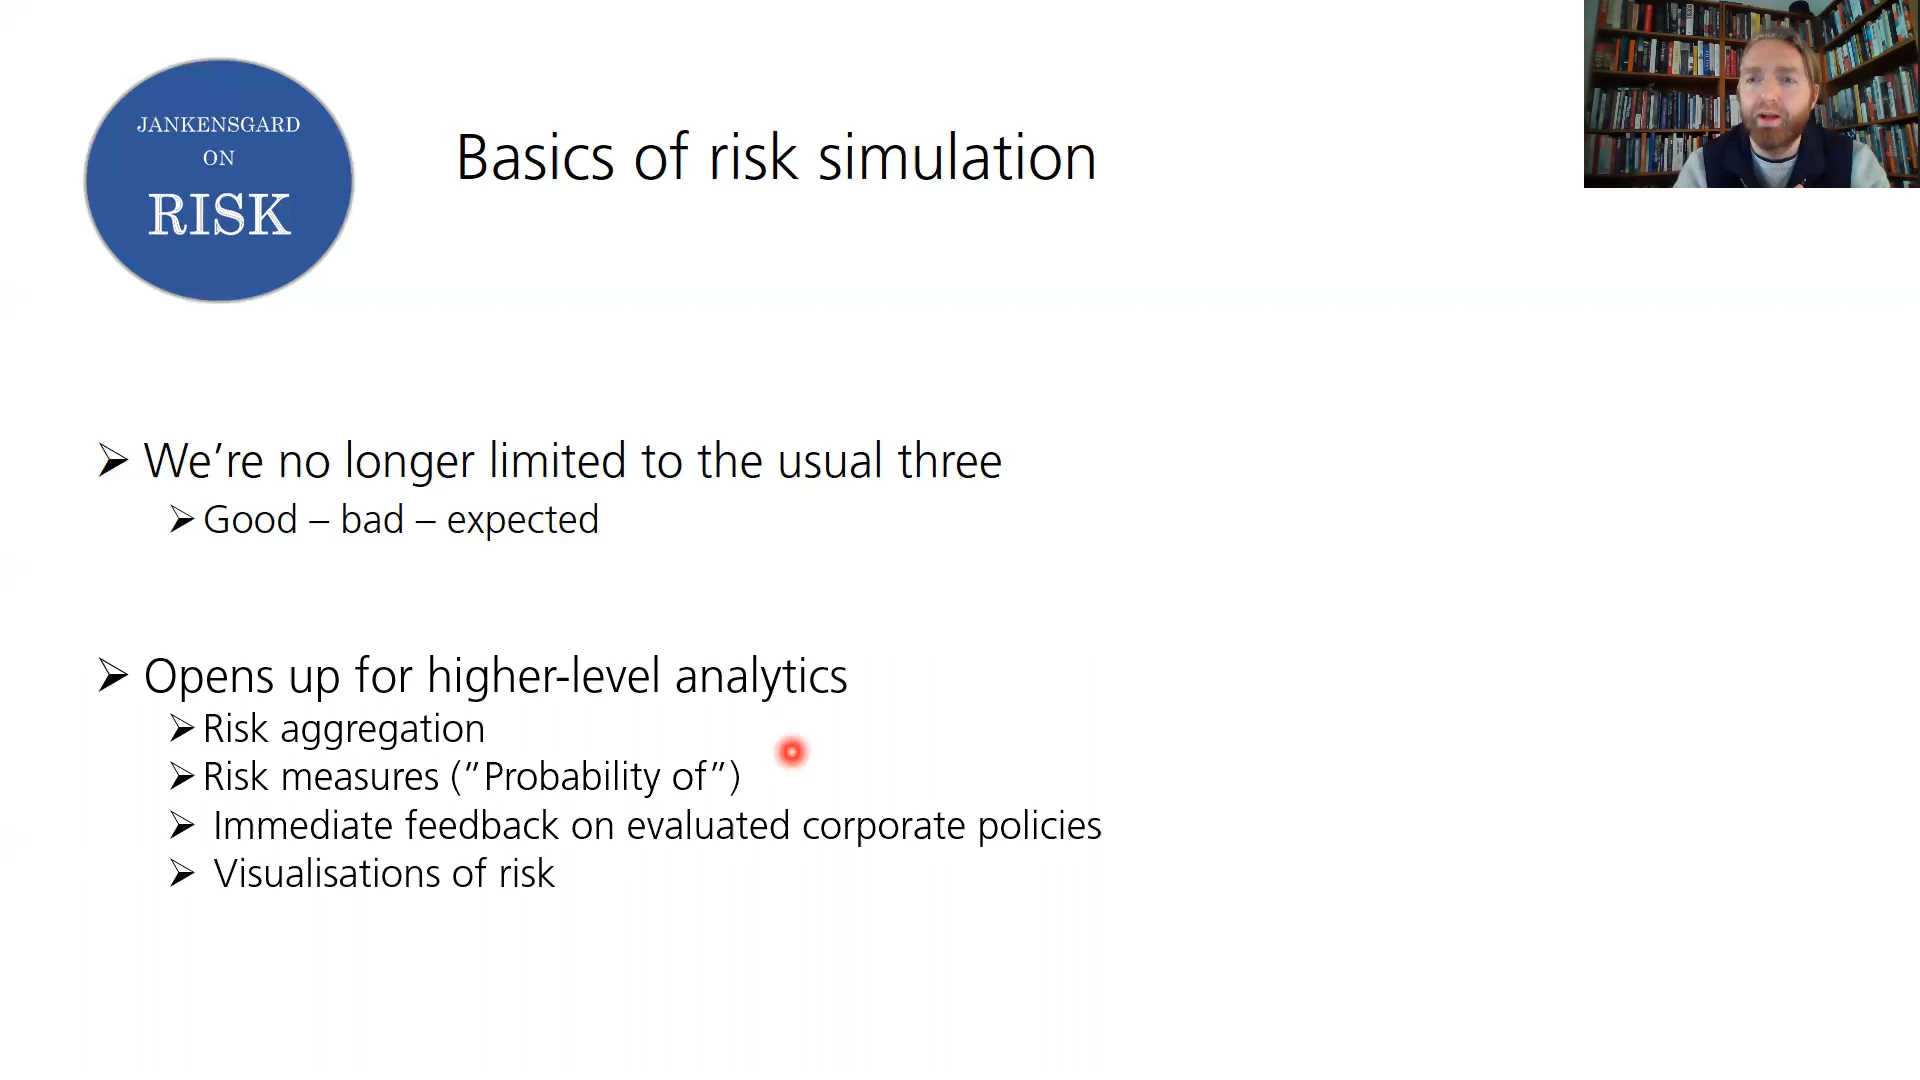 JANKENSGARD
ON
RISK
Basics of risk simulation
➢ We’re no longer limited to the usual three
➢ Good – bad – expected
➢ Opens up for higher-level analytics
➢ Risk aggregation
➢ Risk measures (”Probability of”)
➢ Immediate feedback on evaluated corporate policies
➢ Visualisations of risk